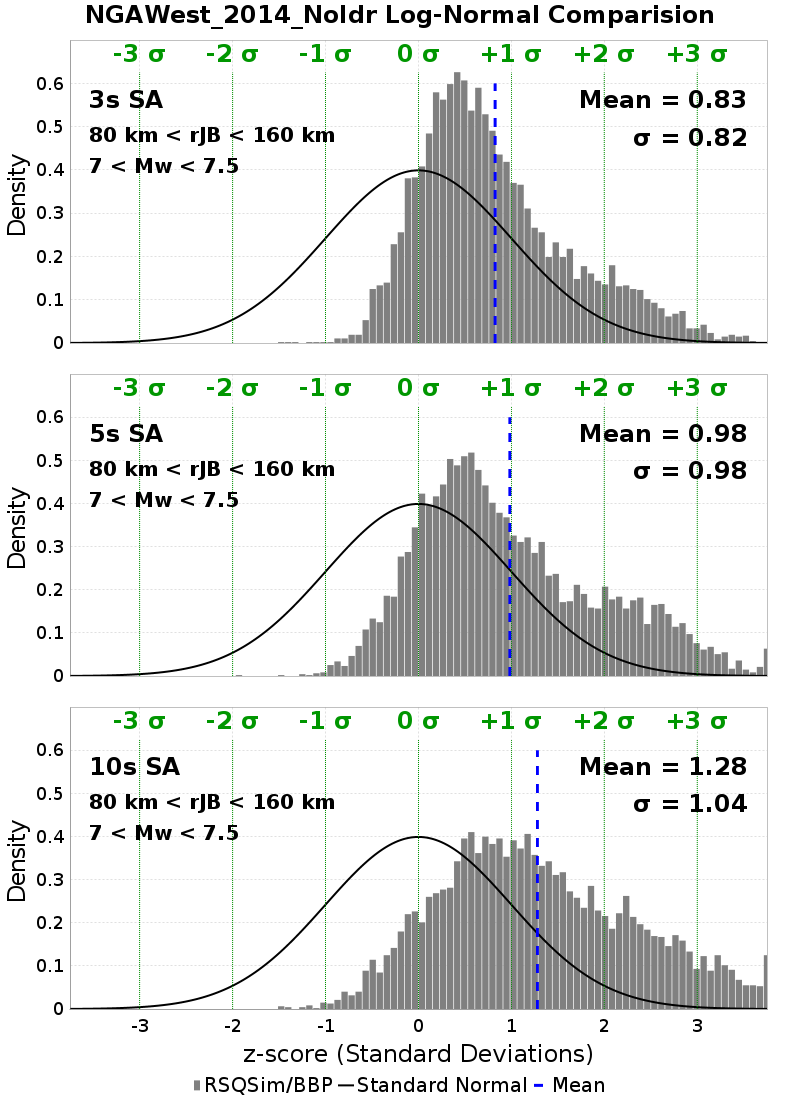 NGAWest_2014_NoIdr Log-Normal Comparision
-3 σ -2 σ -1 σ 0 σ +1 σ +2 σ +3 σ
3s SA
80 km < rJB < 160 km
7 < Mw < 7.5
Mean = 0.83
σ = 0.82
0.6
0.5
0.4
0.3
0.2
0.1
0
Density
-3 σ -2 σ -1 σ 0 σ +1 σ +2 σ +3 σ
5s SA
80 km < rJB < 160 km
7 < Mw < 7.5
Mean = 0.98
σ = 0.98
0.6
0.5
0.4
0.3
0.2
0.1
0
Density
-3 σ -2 σ -1 σ 0 σ +1 σ +2 σ +3 σ
10s SA
80 km < rJB < 160 km
7 < Mw < 7.5
Mean = 1.28
σ = 1.04
0.6
0.5
0.4
0.3
0.2
0.1
0
Density
-3 -2 -1 0 1 2 3
z-score (Standard Deviations)
RSQSim/BBP Standard Normal Mean